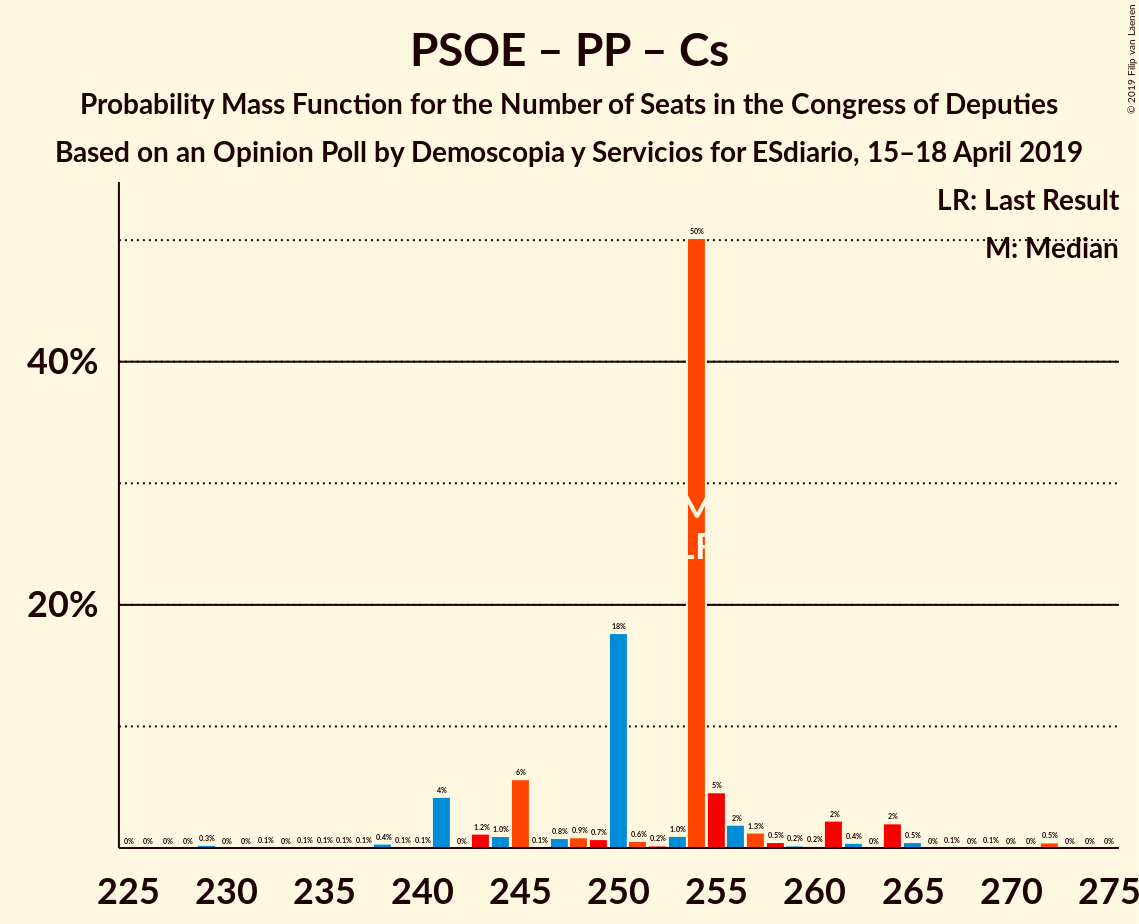 PSOE – PP – Cs
Probability Mass Function for the Number of Seats in the Congress of Deputies
Based on an Opinion Poll by Demoscopia y Servicios for ESdiario, 15–18 April 2019
© 2019 Filip van Laenen
LR: Last Result
M: Median
40%
20%
0% 0% 0% 0% 0.3% 0% 0% 0.1% 0% 0.1% 0.1% 0.1% 0.1% 0.4% 0.1% 0.1% 4% 0% 1.2% 1.0% 6% 0.1% 0.8% 0.9% 0.7% 18% 0.6% 0.2% 1.0% 50% 5% 2% 1.3% 0.5% 0.2% 0.2% 2% 0.4% 0% 2% 0.5% 0% 0.1% 0% 0.1% 0% 0% 0.5% 0% 0% 0%
M
LR
225 230 235 240 245 250 255 260 265 270 275